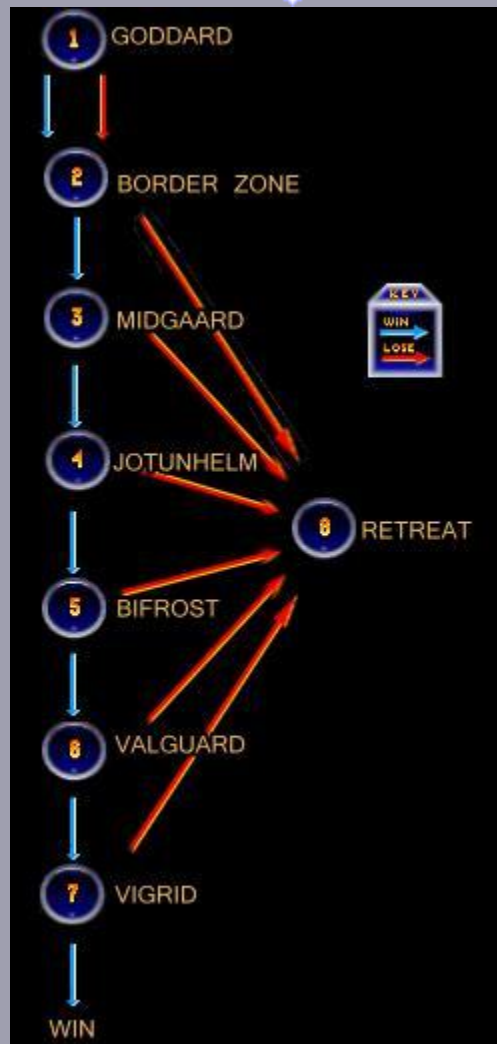 1 GODDARD
2 BORDER ZONE
3 MIDGAARD
KEY
WIN
LOSE
4 JOTUNHELM
8 RETREAT
5 BIFROST
6 VALGUARD
7 VIGRID
WIN